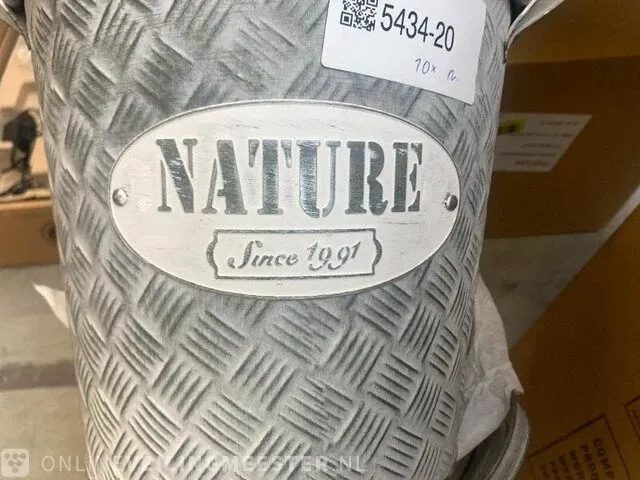 5434-20
10x
NATURE
Since 1991
ONLINEVEILINGMEESTER.NL